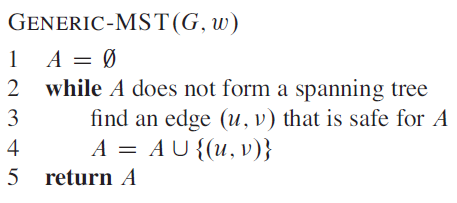 GENERIC-MST(G, w)
1 A = Ø
2 while A does not form a spanning tree
3 find an edge (u, v) that is safe for A
4 A = A ∪ {(u, v)}
5 return A